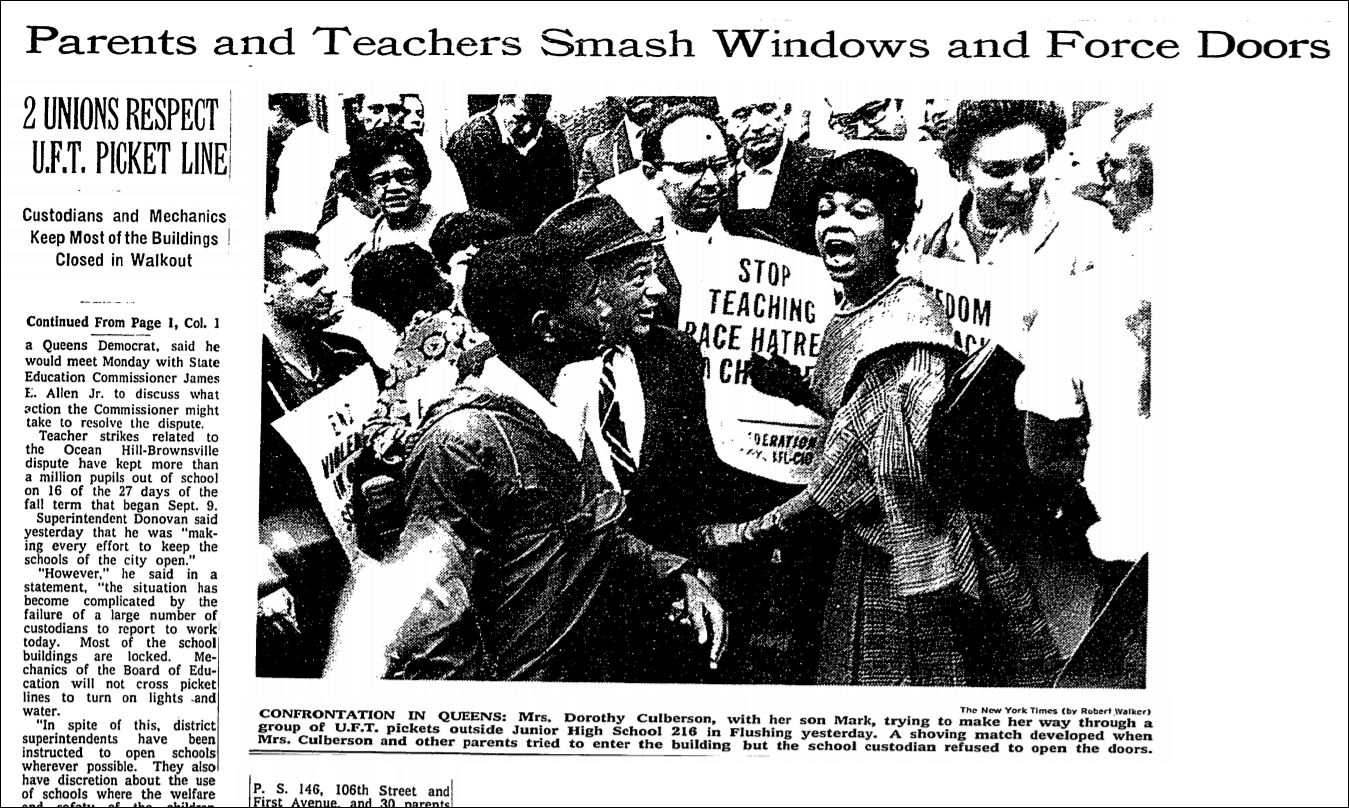 Parents and Teachers Smash Windows and Force Doors
2 UNIONS RESPECT
U.F.T. PICKET LINE
Custodians and Mechanics
Keep Most of the Buildings
Closed in Walkout
Continued From Page 1, Col. 1
a Queens Democrat, said he
would meet Monday with State
Education Commissioner James
E. Allen Jr. to discuss what
action the Commissioner might
take to resolve the dispute.
Teacher strikes related to
the Ocean Hill-Brownsville
dispute have kept more than
a million pupils out of school
on 16 of the 27 days of the
fall term that began Sept. 9.
Superintendent Donovan said
yesterday that he was "mak-
ing every effort to keep the
schools of the city open."
"However," he said in a
statement, "the situation has
become complicated by the
failure of a large number of
custodians to report to work
today. Most of the school
buildings are locked. Me-
chanics of the Board of Edu-
cation will not cross picket
lines to turn on lights and
water.
"In spite of this, district
superintendents have been
instructed to open schools
wherever possible. They also
have discretion about the use
of schools where the welfare
and safety of the children
STOP
TEACHING
RACE HATRE
CH
DERATION
AFL-CIO
EDOM
END
VIOLEN
The New York Times (by Robert Walker)
CONFRONTATION IN QUEENS: Mrs. Dorothy Culberson, with her son Mark, trying to make her way through a
group of U.F.T. pickets outside Junior High School 216 in Flushing yesterday. A shoving match developed when
Mrs. Culberson and other parents tried to enter the building but the school custodian refused to open the doors.
P. S. 146, 106th Street and
First Avenue, and 30 parents